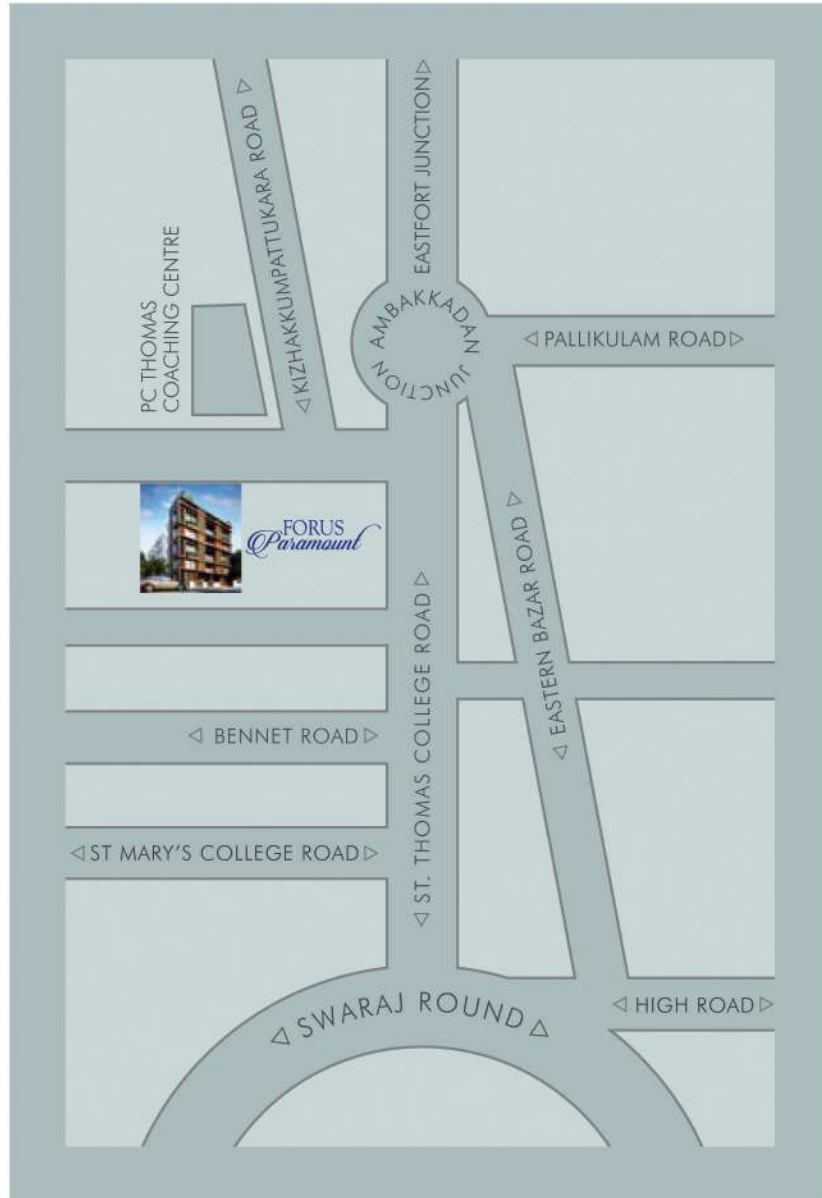 KIZHAKKUMPATTUKARA ROAD
EASTFORT JUNCTION
PC THOMAS
COACHING CENTRE
AMBAKKADAN JUNCTION
PALLIKULAM ROAD
FORUS
Paramount
EASTERN BAZAR ROAD
ST. THOMAS COLLEGE ROAD
BENNET ROAD
ST MARY'S COLLEGE ROAD
SWARAJ ROUND
HIGH ROAD